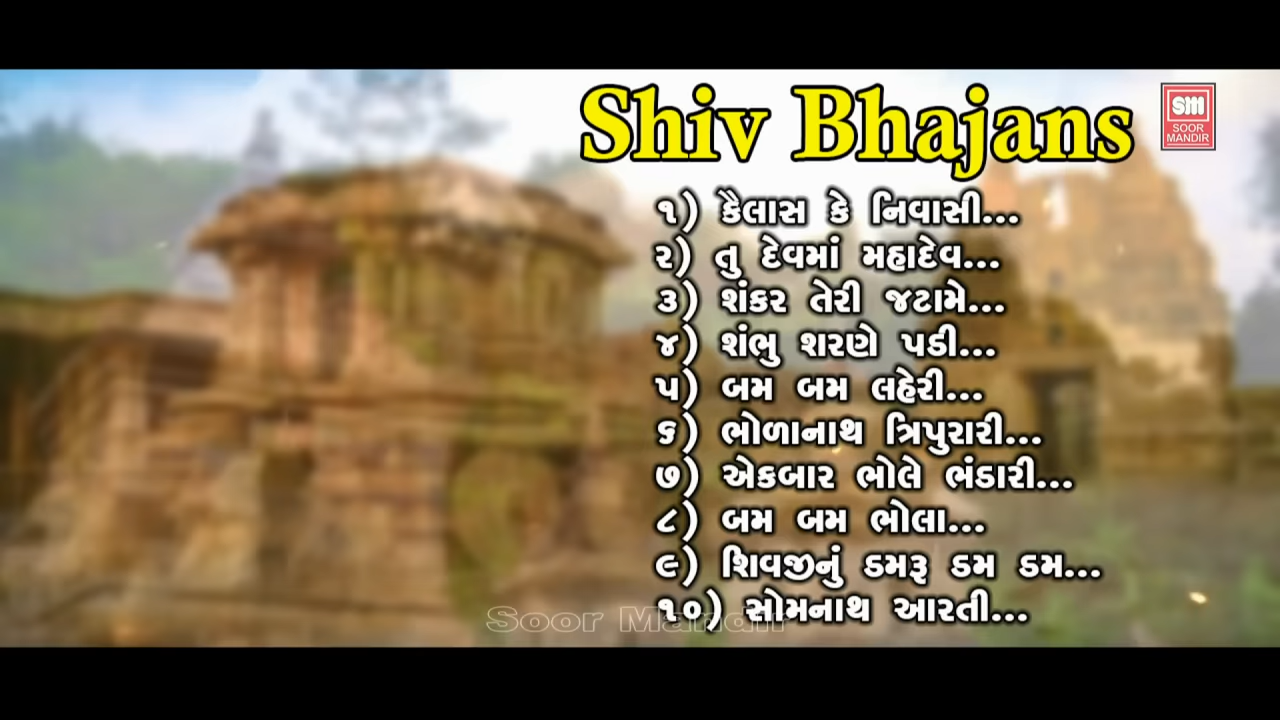 Shiv Bhajans
SM
SOOR
MANDIR
૧) કૈલાસ કે નિવાસી...
૨) તુ દેવમાં મહાદેવ...
૩) શંકર તેરી જટામે...
૪) શંભુ શરણે પડી...
૫) બમ બમ લહેરી...
૬) ભોળાનાથ ત્રિપુરારી...
૭) એકબાર ભોલે ભંડારી...
૮) બમ બમ ભોલા...
૯) શિવજીનું ડમરૂ ડમ ડમ...
૧૦) સોમનાથ આરતી...
Soor Mandir